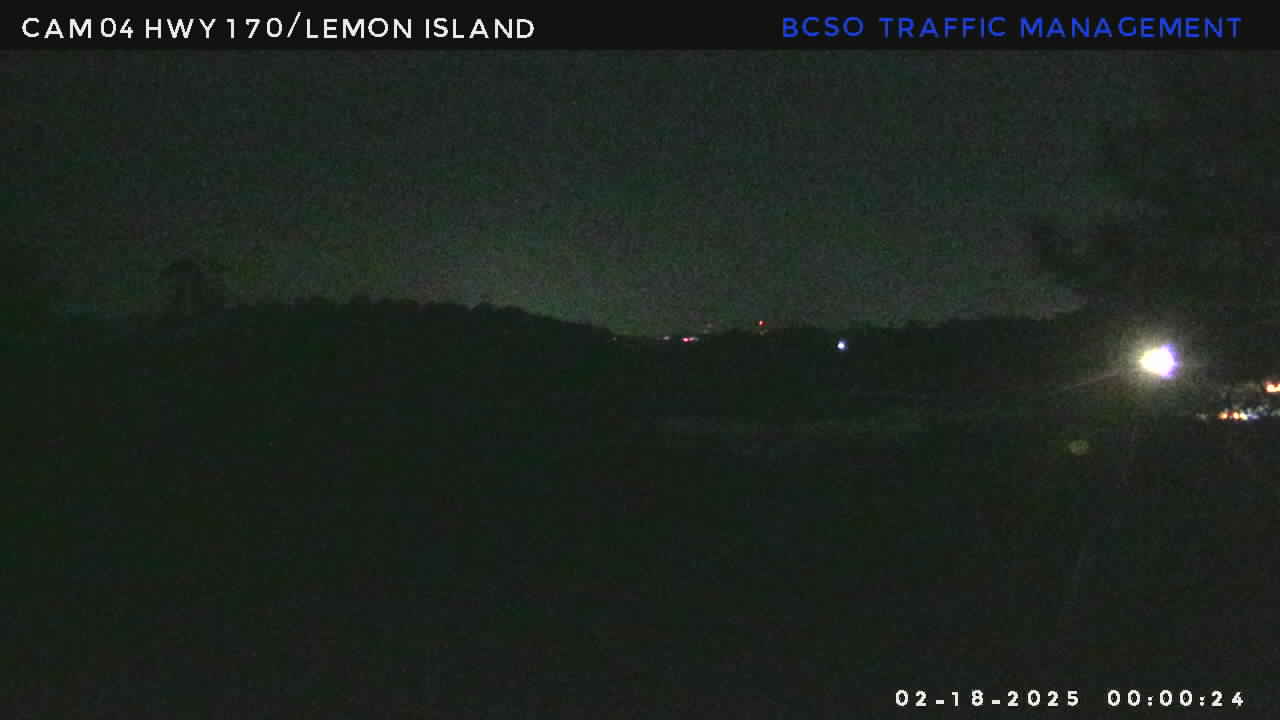 CAM04 HWY 170/LEMON ISLAND
BCSO TRAFFIC MANAGEMENT
02-18-2025 00:00:24